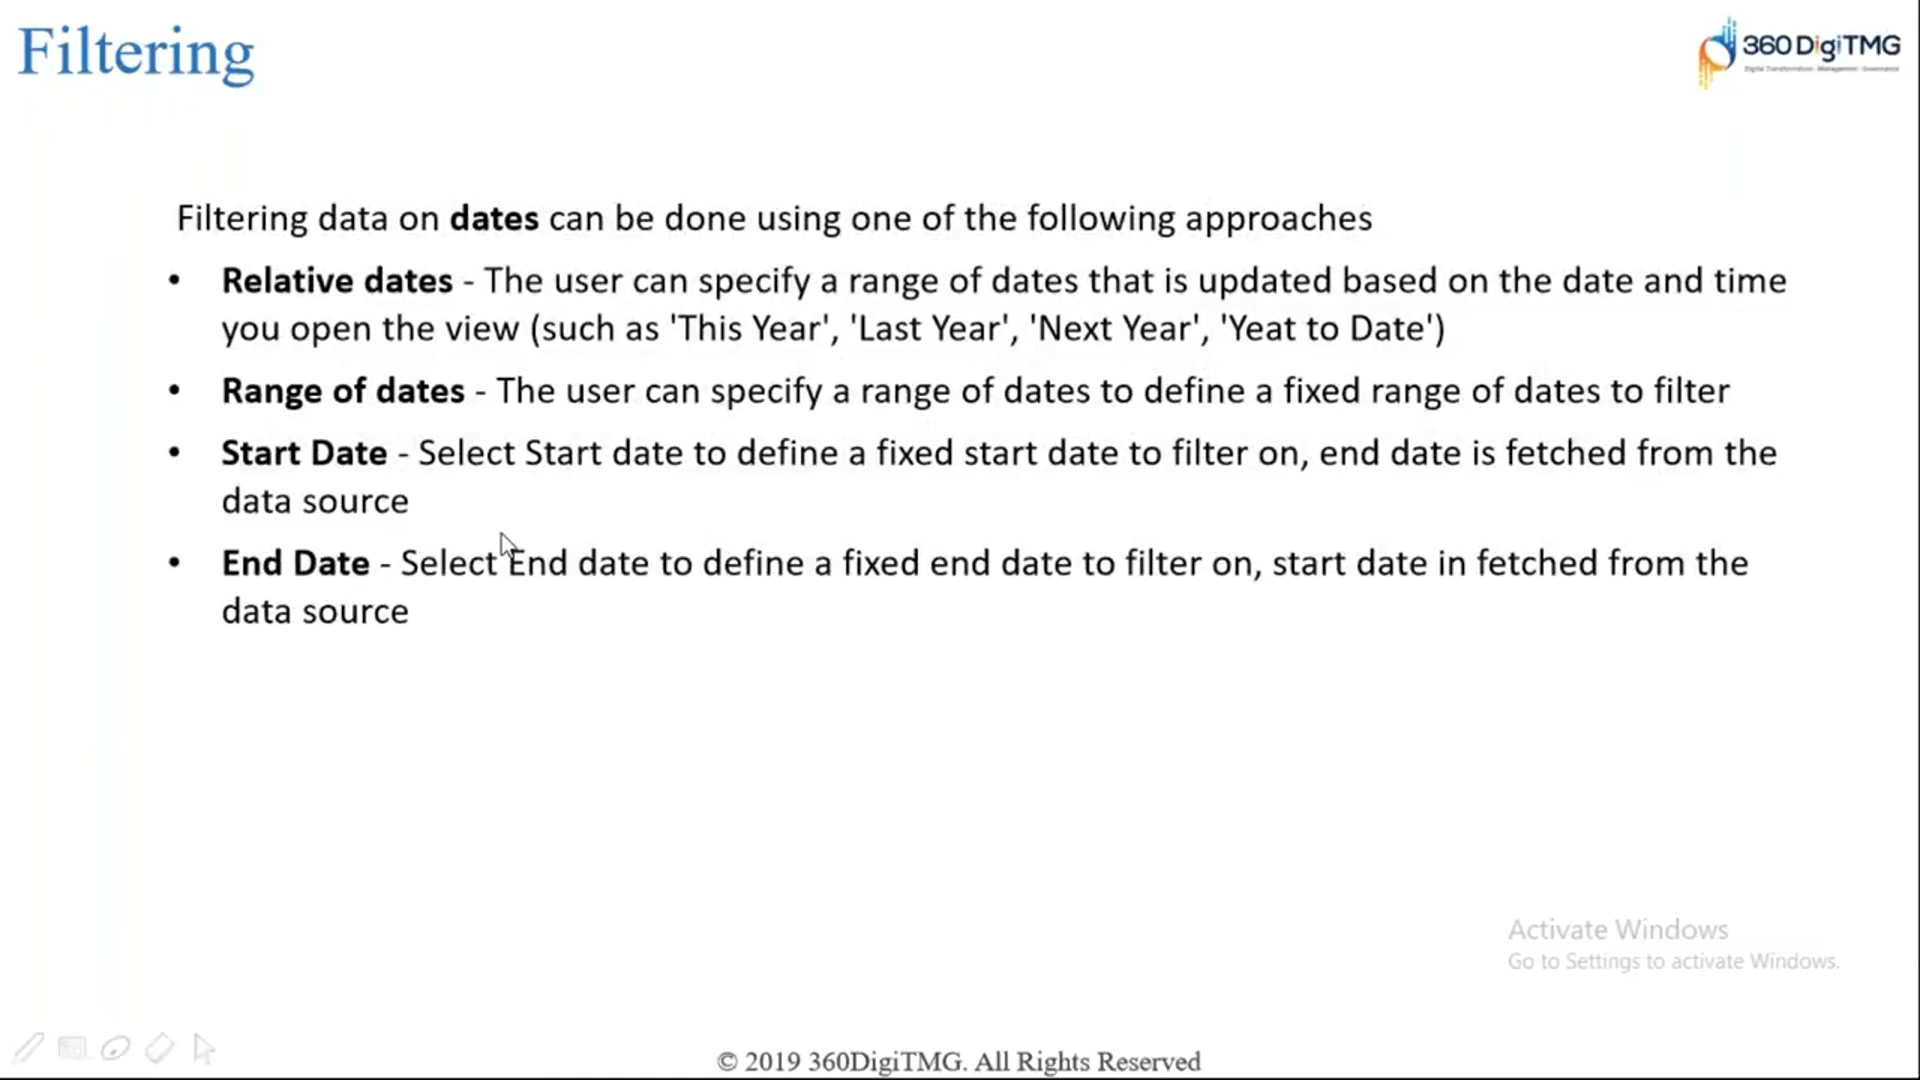 Filtering
360DigiTMG
Filtering data on dates can be done using one of the following approaches
• Relative dates - The user can specify a range of dates that is updated based on the date and time
you open the view (such as 'This Year', 'Last Year', 'Next Year', 'Yeat to Date')
• Range of dates - The user can specify a range of dates to define a fixed range of dates to filter
• Start Date - Select Start date to define a fixed start date to filter on, end date is fetched from the
data source
• End Date - Select End date to define a fixed end date to filter on, start date in fetched from the
data source
Activate Windows
Go to Settings to activate Windows.
© 2019 360DigiTMG. All Rights Reserved